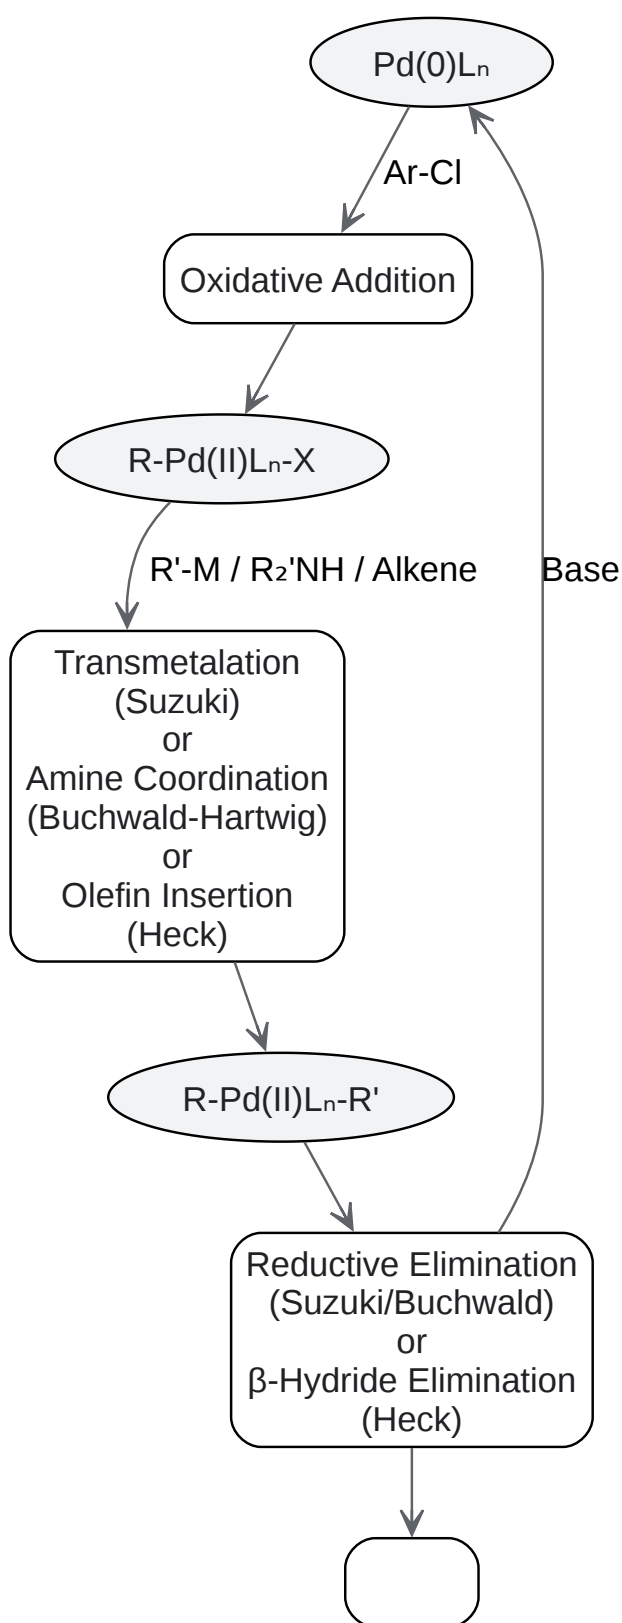 Pd(0)Lₙ
Ar-Cl
Oxidative Addition
R-Pd(II)Lₙ-X
R'-M / R₂'NH / Alkene
Base
Transmetalation
(Suzuki)
or
Amine Coordination
(Buchwald-Hartwig)
or
Olefin Insertion
(Heck)
R-Pd(II)Lₙ-R'
Reductive Elimination
(Suzuki/Buchwald)
or
β-Hydride Elimination
(Heck)